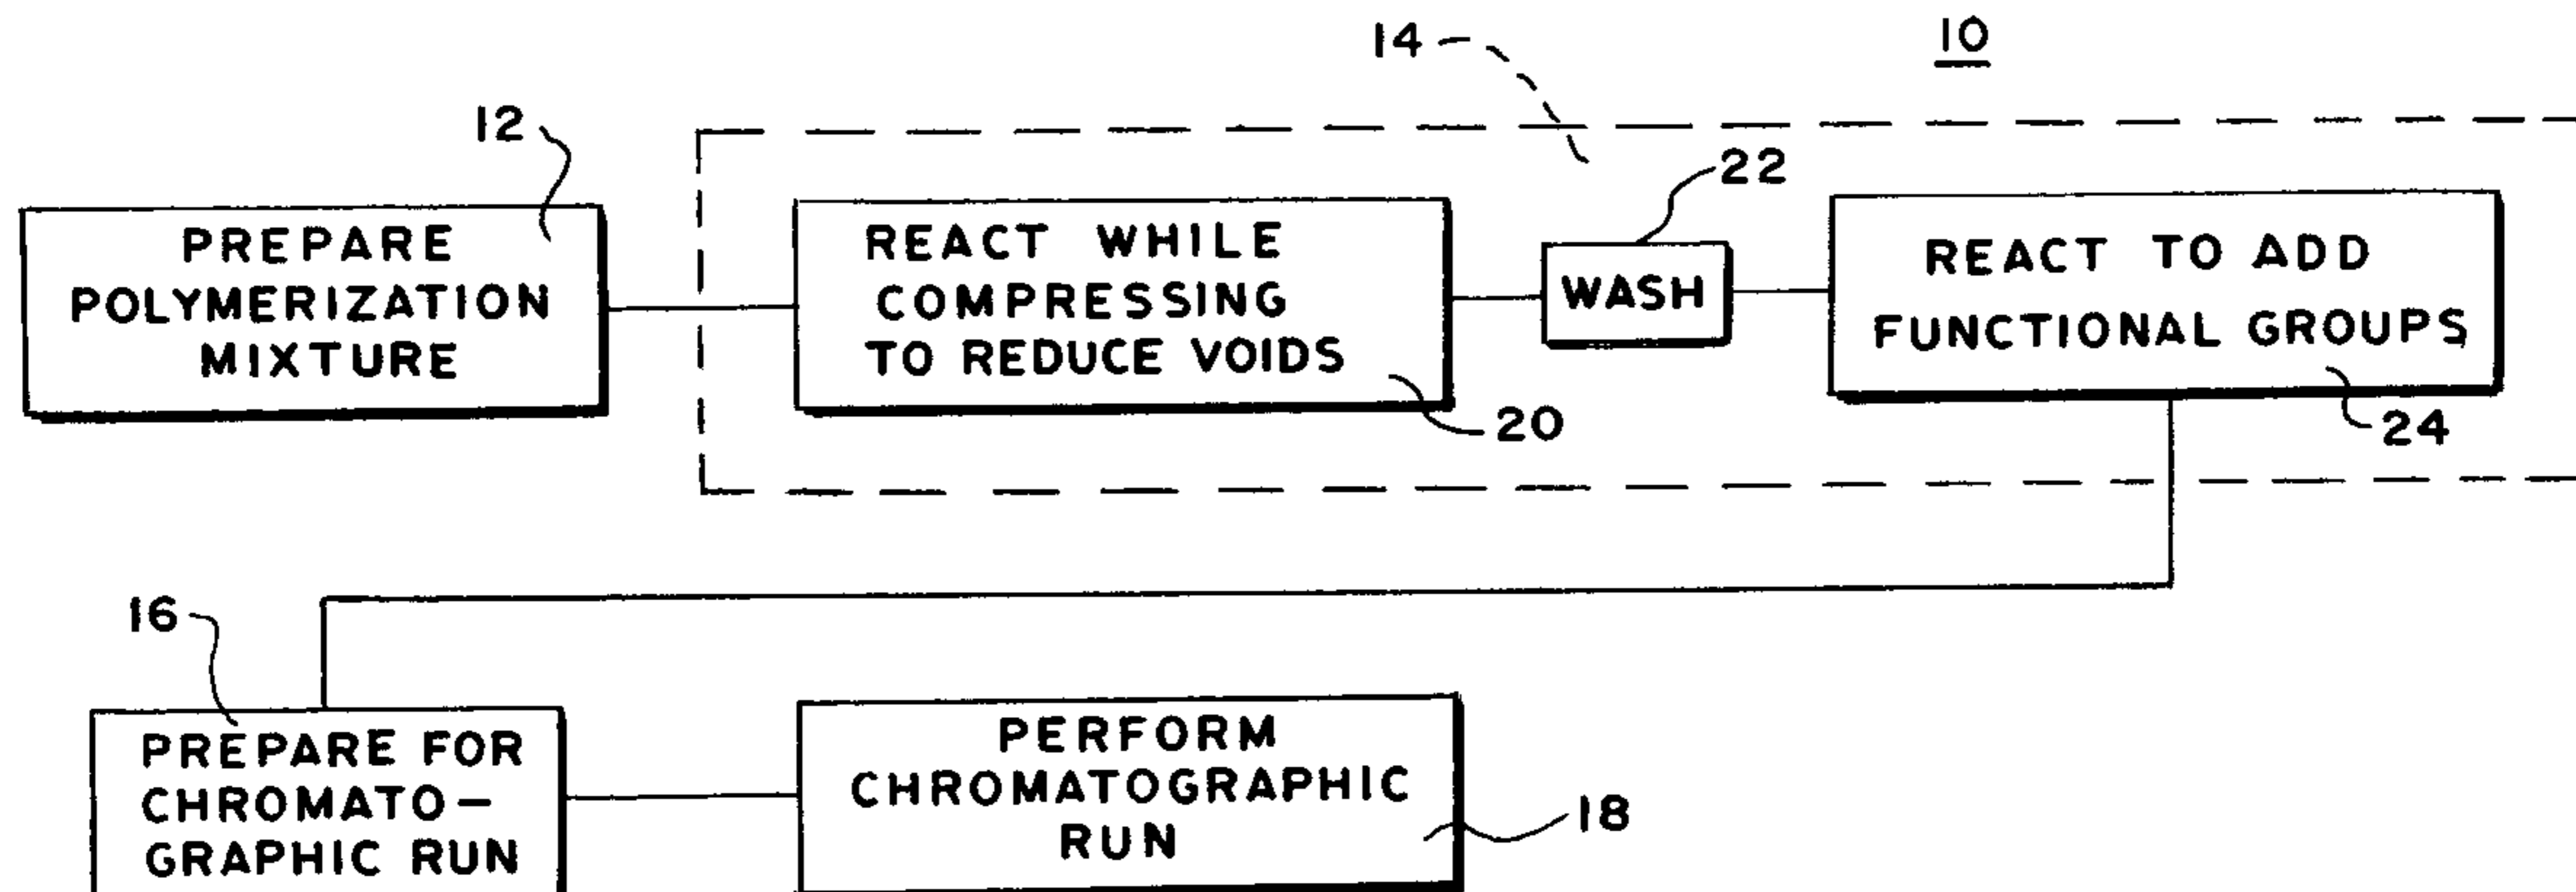 10
14
12
22
PREPARE
POLYMERIZATION
MIXTURE
REACT WHILE
COMPRESSING
TO REDUCE VOIDS
WASH
REACT TO ADD
FUNCTIONAL GROUPS
20
24
16
PREPARE FOR
CHROMATO-
GRAPHIC RUN
PERFORM
CHROMATOGRAPHIC
RUN
18